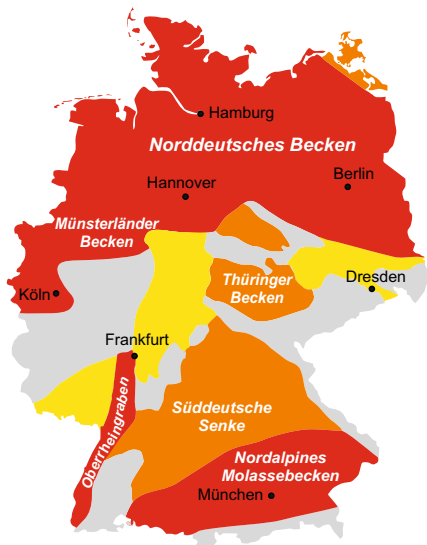 Hamburg
Norddeutsches Becken
Berlin
Hannover
Münsterländer
Becken
Thüringer
Becken
Dresden
Köln
Frankfurt
Oberrheingraben
Süddeutsche
Senke
Nordalpines
Molassebecken
München